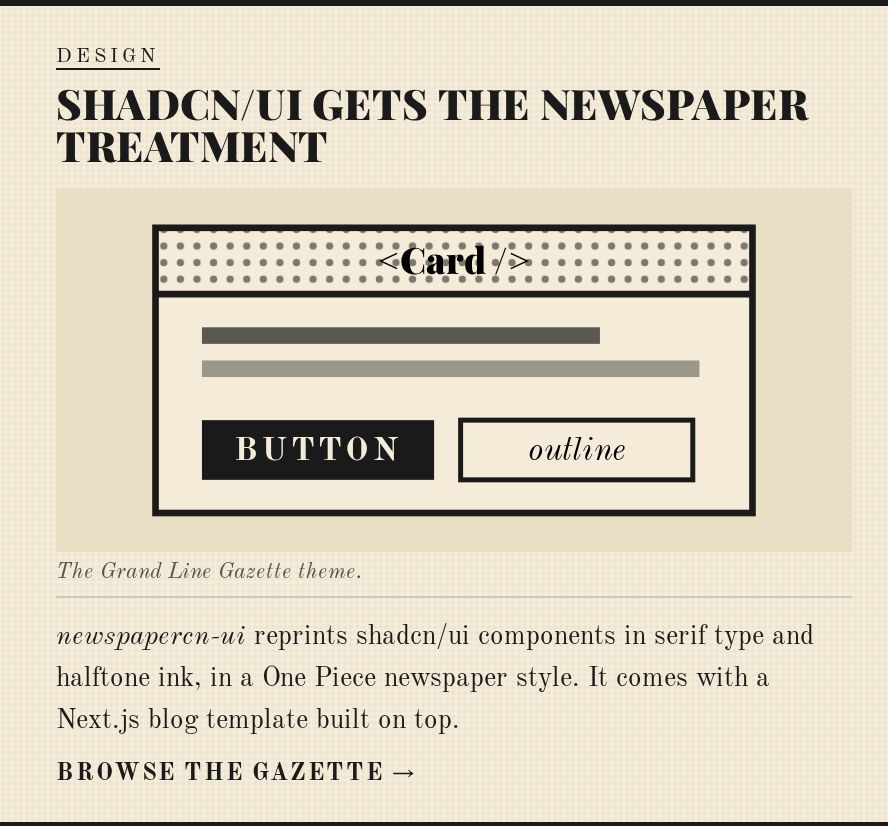 DESIGN
SHADCN/UI GETS THE NEWSPAPER
TREATMENT
<Card />
BUTTON
outline
The Grand Line Gazette theme.
newspapercn-ui reprints shadcn/ui components in serif type and
halftone ink, in a One Piece newspaper style. It comes with a
Next.js blog template built on top.
BROWSE THE GAZETTE →